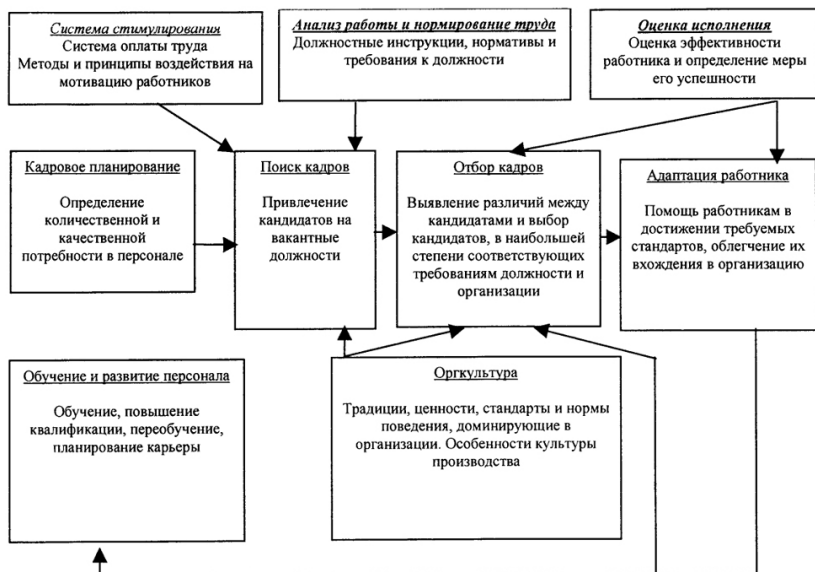 Система стимулирования
Система оплаты труда
Методы и принципы воздействия на
мотивацию работников
Анализ работы и нормирование труда
Должностные инструкции, нормативы и
требования к должности
Оценка исполнения
Оценка эффективности
работника и определение меры
его успешности
Кадровое планирование
Определение
количественной и
качественной
потребности в персонале
Поиск кадров
Привлечение
кандидатов на
вакантные
должности
Отбор кадров
Выявление различий между
кандидатами и выбор
кандидатов, в наибольшей
степени соответствующих
требованиям должности и
организации
Адаптация работника
Помощь работникам в
достижении требуемых
стандартов, облегчение их
вхождения в организацию
Обучение и развитие персонала
Обучение, повышение
квалификации, переобучение,
планирование карьеры
Оргкультура
Традиции, ценности, стандарты и нормы
поведения, доминирующие в
организации. Особенности культуры
производства